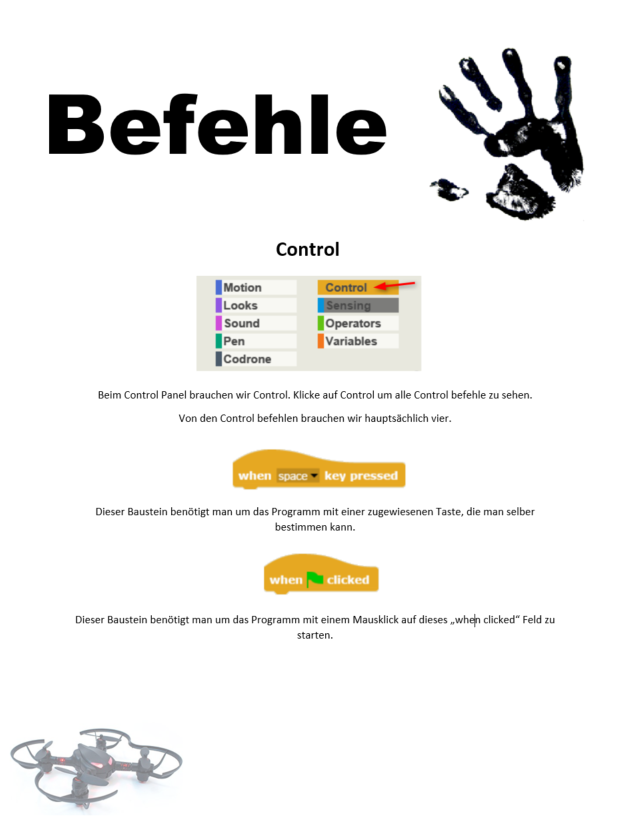 Befehle
Control
Motion
Control
Looks
Sensing
Sound
Operators
Pen
Variables
Codrone
Beim Control Panel brauchen wir Control. Klicke auf Control um alle Control befehle zu sehen.
Von den Control befehlen brauchen wir hauptsächlich vier.
when space key pressed
Dieser Baustein benötigt man um das Programm mit einer zugewiesenen Taste, die man selber
bestimmen kann.
when clicked
Dieser Baustein benötigt man um das Programm mit einem Mausklick auf dieses „when clicked“ Feld zu
starten.